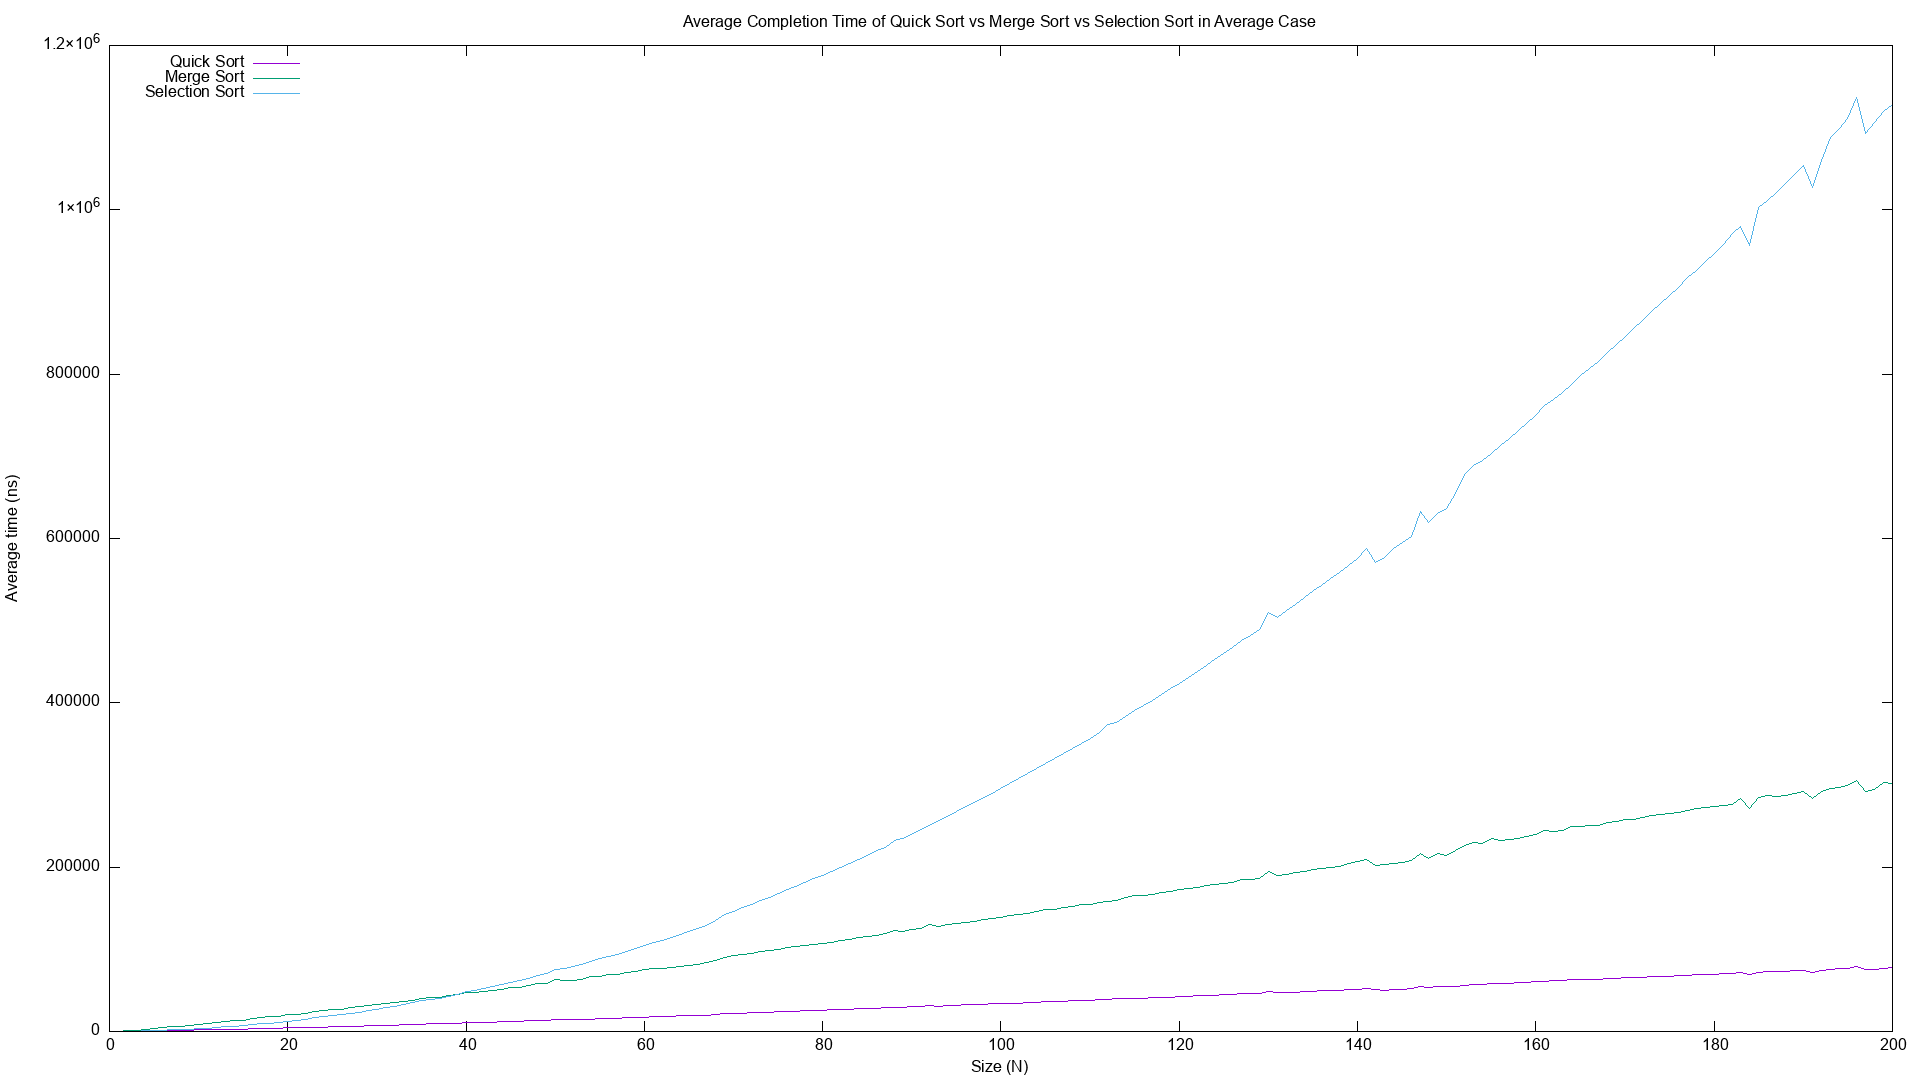 Average Completion Time of Quick Sort vs Merge Sort vs Selection Sort in Average Case
1.2×10⁶
Quick Sort
Merge Sort
Selection Sort
1×10⁶
800000
600000
Average time (ns)
400000
200000
0
0 20 40 60 80 100 120 140 160 180 200
Size (N)